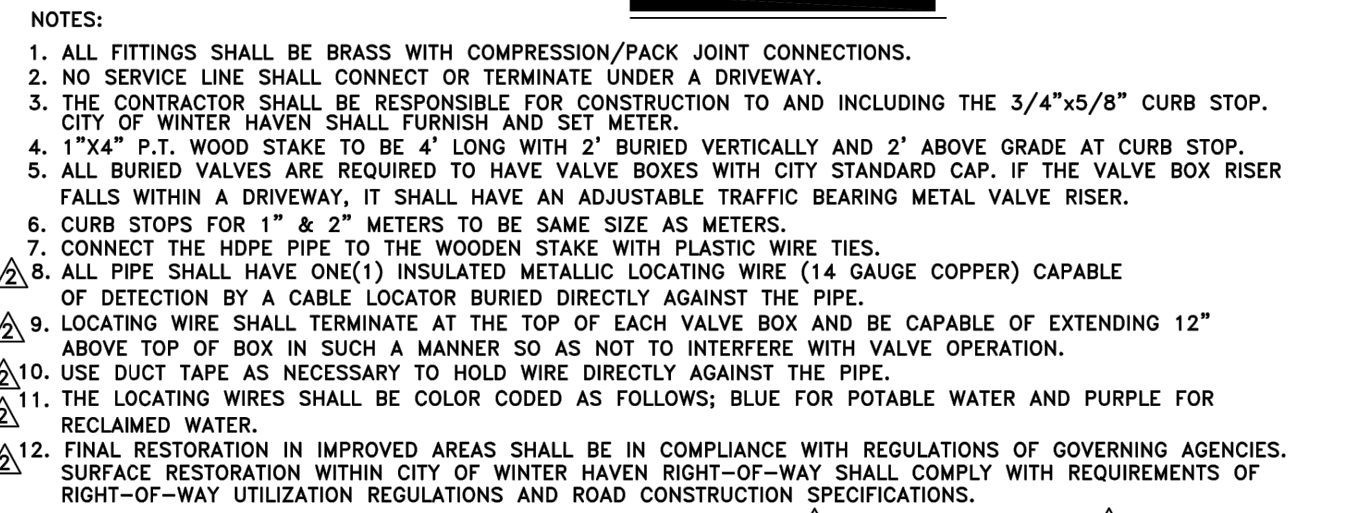 NOTES:
1. ALL FITTINGS SHALL BE BRASS WITH COMPRESSION/PACK JOINT CONNECTIONS.
2. NO SERVICE LINE SHALL CONNECT OR TERMINATE UNDER A DRIVEWAY.
3. THE CONTRACTOR SHALL BE RESPONSIBLE FOR CONSTRUCTION TO AND INCLUDING THE 3/4"x5/8" CURB STOP.
CITY OF WINTER HAVEN SHALL FURNISH AND SET METER.
4. 1"X4" P.T. WOOD STAKE TO BE 4' LONG WITH 2' BURIED VERTICALLY AND 2' ABOVE GRADE AT CURB STOP.
5. ALL BURIED VALVES ARE REQUIRED TO HAVE VALVE BOXES WITH CITY STANDARD CAP. IF THE VALVE BOX RISER
FALLS WITHIN A DRIVEWAY, IT SHALL HAVE AN ADJUSTABLE TRAFFIC BEARING METAL VALVE RISER.
6. CURB STOPS FOR 1" & 2" METERS TO BE SAME SIZE AS METERS.
7. CONNECT THE HDPE PIPE TO THE WOODEN STAKE WITH PLASTIC WIRE TIES.
2 8. ALL PIPE SHALL HAVE ONE(1) INSULATED METALLIC LOCATING WIRE (14 GAUGE COPPER) CAPABLE
OF DETECTION BY A CABLE LOCATOR BURIED DIRECTLY AGAINST THE PIPE.
2 9. LOCATING WIRE SHALL TERMINATE AT THE TOP OF EACH VALVE BOX AND BE CAPABLE OF EXTENDING 12"
ABOVE TOP OF BOX IN SUCH A MANNER SO AS NOT TO INTERFERE WITH VALVE OPERATION.
2 10. USE DUCT TAPE AS NECESSARY TO HOLD WIRE DIRECTLY AGAINST THE PIPE.
2 11. THE LOCATING WIRES SHALL BE COLOR CODED AS FOLLOWS; BLUE FOR POTABLE WATER AND PURPLE FOR
RECLAIMED WATER.
2 12. FINAL RESTORATION IN IMPROVED AREAS SHALL BE IN COMPLIANCE WITH REGULATIONS OF GOVERNING AGENCIES.
SURFACE RESTORATION WITHIN CITY OF WINTER HAVEN RIGHT-OF-WAY SHALL COMPLY WITH REQUIREMENTS OF
RIGHT-OF-WAY UTILIZATION REGULATIONS AND ROAD CONSTRUCTION SPECIFICATIONS.